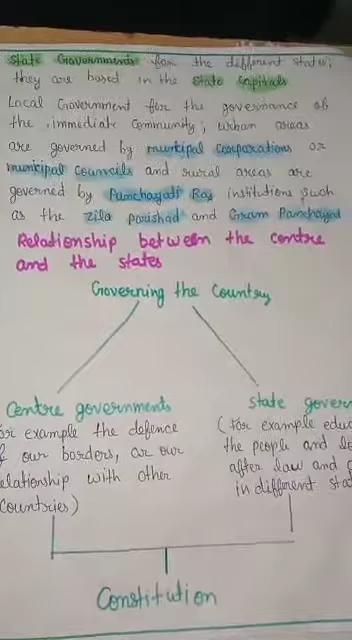 State Governments for the different states;
they are based in the state capitals
Local Government for the governance of
the immediate community; urban areas
are governed by municipal corporations or
municipal councils and rural areas are
governed by Panchayati Raj institutions such
as the zila parishad and Gram Panchayat
Relationship between the centre
and the states
Governing the Country
Centre governments
for example the defence
of our borders, or our
relationship with other
countries)
state gover
(for example educ
the people and
after law and
in different sta
Constitution